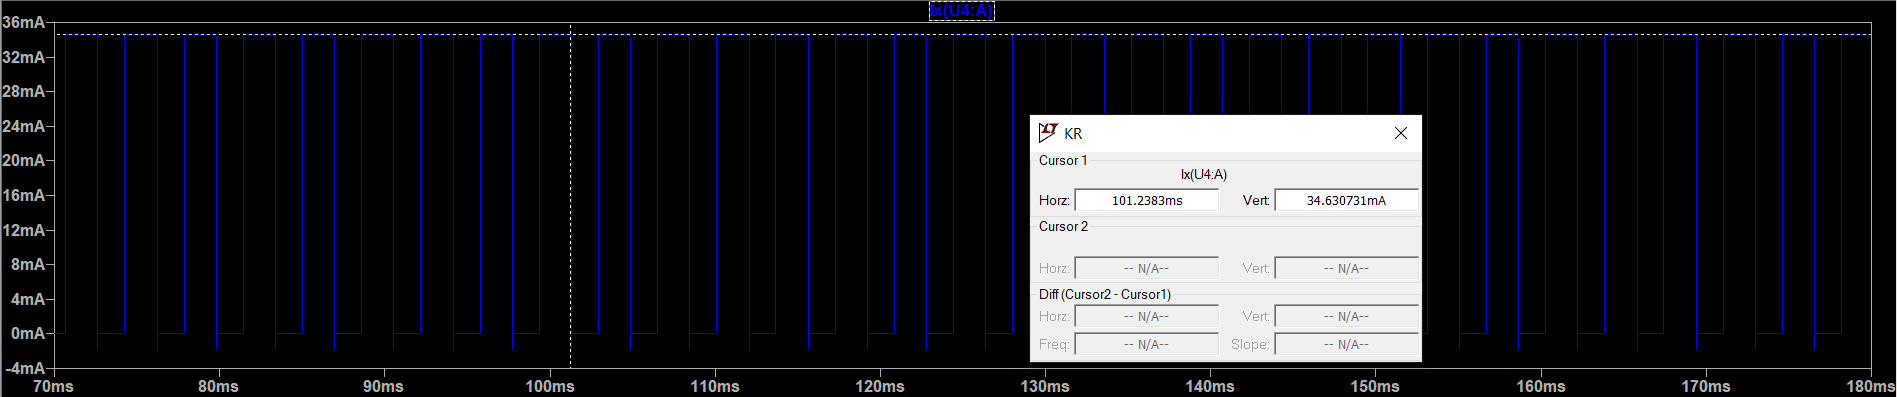 Ix(U4:A)
36mA
32mA
28mA
24mA
20mA
16mA
12mA
8mA
4mA
0mA
-4mA
70ms 80ms 90ms 100ms 110ms 120ms 130ms 140ms 150ms 160ms 170ms 180ms
KR
Cursor 1
Ix(U4:A)
Horz: 101.2383ms Vert: 34.630731mA
Cursor 2
Horz: -- N/A-- Vert: -- N/A--
Diff (Cursor2 - Cursor1)
Horz: -- N/A-- Vert: -- N/A--
Freq: -- N/A-- Slope: -- N/A--